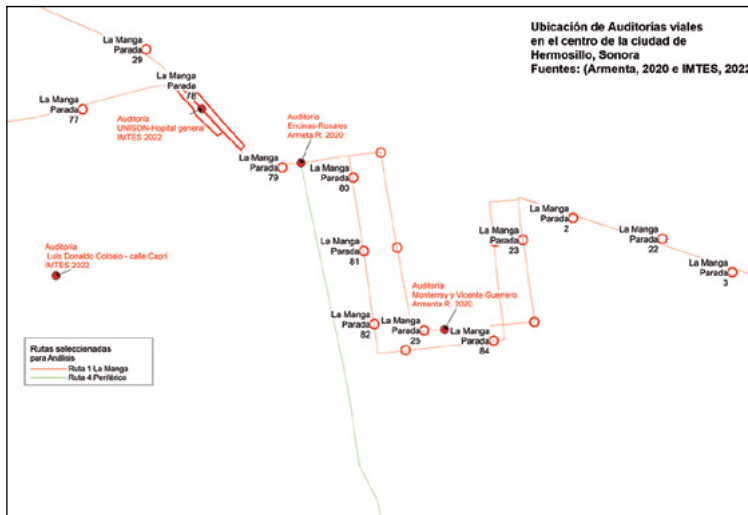 Ubicación de Auditorias viales
en el centro de la ciudad de
Hermosillo, Sonora
Fuentes: (Armenta, 2020 e IMTES, 2022
La Manga
Parada
29
La Manga
Parada
78
La Manga
Parada
77
Auditoría
UNISON-Hopital general
IMTES 2022
Auditoría
Encinas-Rosales
Armeta R. 2020
La Manga
Parada
79
La Manga
Parada
80
La Manga
Parada
2
La Manga
Parada
22
La Manga
Parada
23
La Manga
Parada
3
La Manga
Parada
81
Auditoría
Luis Donaldo Colosio - calle Capri
IMTES 2022
Auditoría
Monterrey y Vicente Guerrero
Armenta R. 2020
La Manga
Parada
82
La Manga
Parada
25
La Manga
Parada
84
Rutas seleccionadas
para Análisis
Ruta 1 La Manga
Ruta 4 Periférico